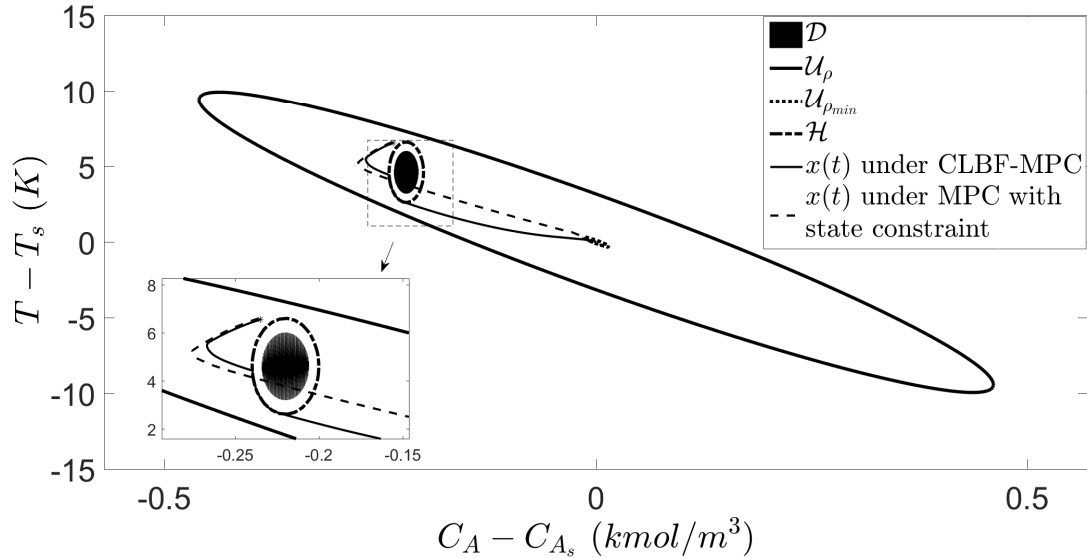 15
10
5
0
-5
-10
-15
T − T_s (K)
-0.5
0
0.5
C_A − C_{A_s} (kmol/m^3)
𝒟
𝒰_ρ
𝒰_{ρ_{min}}
ℋ
x(t) under CLBF-MPC
x(t) under MPC with
state constraint
8
6
4
2
-0.25
-0.2
-0.15